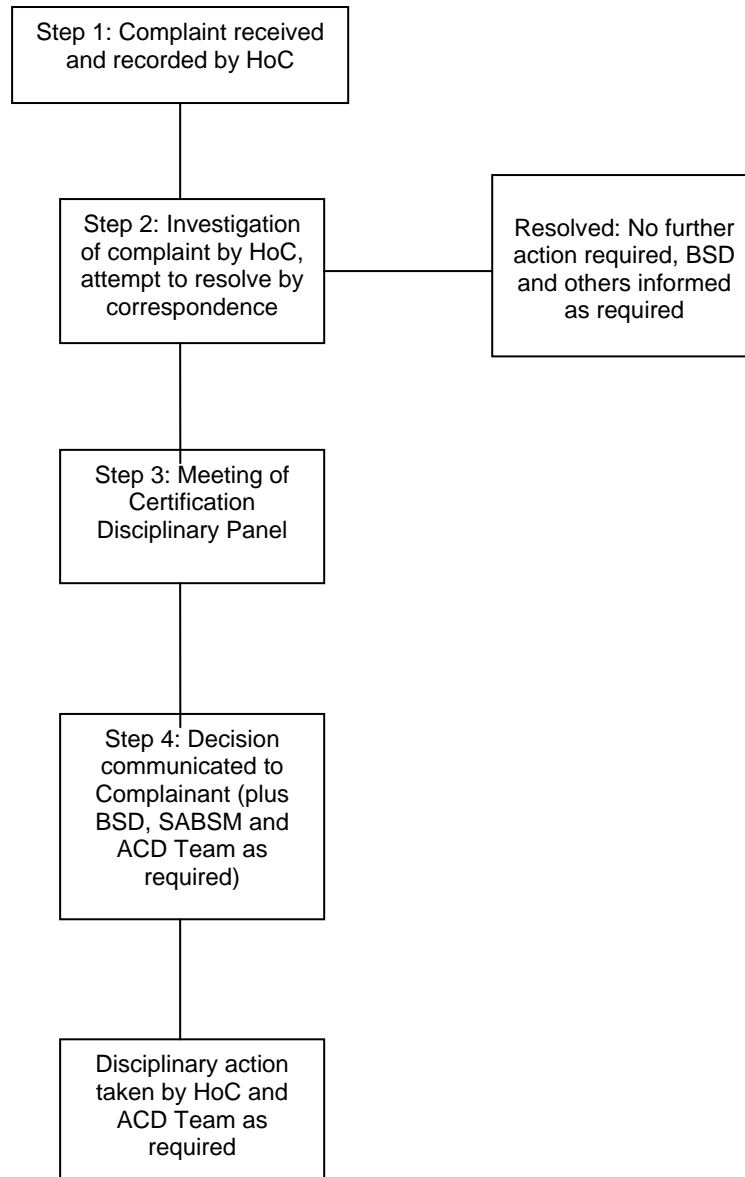 Step 1: Complaint received
and recorded by HoC
Step 2: Investigation
of complaint by HoC,
attempt to resolve by
correspondence
Resolved: No further
action required, BSD
and others informed
as required
Step 3: Meeting of
Certification
Disciplinary Panel
Step 4: Decision
communicated to
Complainant (plus
BSD, SABSM and
ACD Team as
required)
Disciplinary action
taken by HoC and
ACD Team as
required